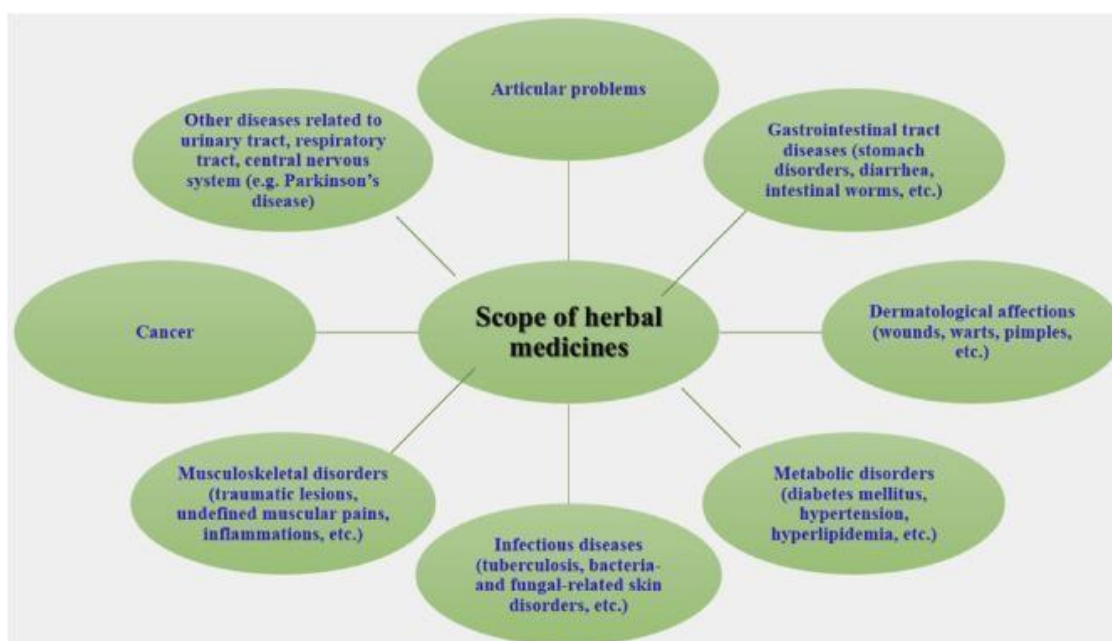 Articular problems
Other diseases related to
urinary tract, respiratory
tract, central nervous
system (e.g. Parkinson's
disease)
Gastrointestinal tract
diseases (stomach
disorders, diarrhea,
intestinal worms, etc.)
Scope of herbal
medicines
Cancer
Dermatological affections
(wounds, warts, pimples,
etc.)
Musculoskeletal disorders
(traumatic lesions,
undefined muscular pains,
inflammations, etc.)
Metabolic disorders
(diabetes mellitus,
hypertension,
hyperlipidemia, etc.)
Infectious diseases
(tuberculosis, bacteria-
and fungal-related skin
disorders, etc.)